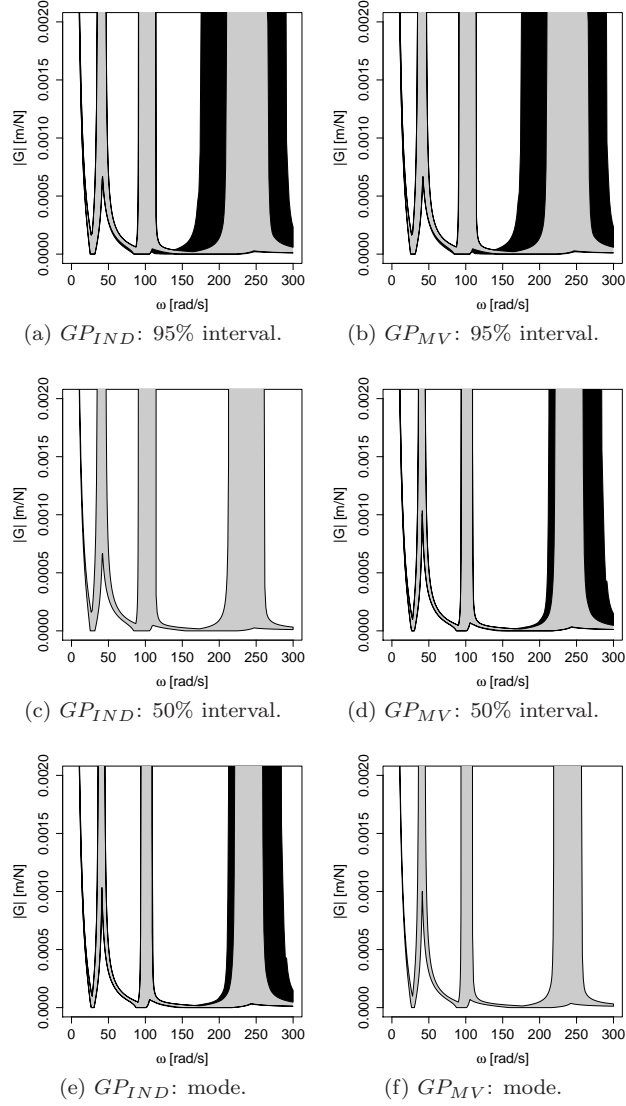 0.0000 0.0005 0.0010 0.0015 0.0020
|G| [m/N]
0 50 100 150 200 250 300
ω [rad/s]
(a) GP_IND: 95% interval.
0.0000 0.0005 0.0010 0.0015 0.0020
|G| [m/N]
0 50 100 150 200 250 300
ω [rad/s]
(b) GP_MV: 95% interval.
0.0000 0.0005 0.0010 0.0015 0.0020
|G| [m/N]
0 50 100 150 200 250 300
ω [rad/s]
(c) GP_IND: 50% interval.
0.0000 0.0005 0.0010 0.0015 0.0020
|G| [m/N]
0 50 100 150 200 250 300
ω [rad/s]
(d) GP_MV: 50% interval.
0.0000 0.0005 0.0010 0.0015 0.0020
|G| [m/N]
0 50 100 150 200 250 300
ω [rad/s]
(e) GP_IND: mode.
0.0000 0.0005 0.0010 0.0015 0.0020
|G| [m/N]
0 50 100 150 200 250 300
ω [rad/s]
(f) GP_MV: mode.